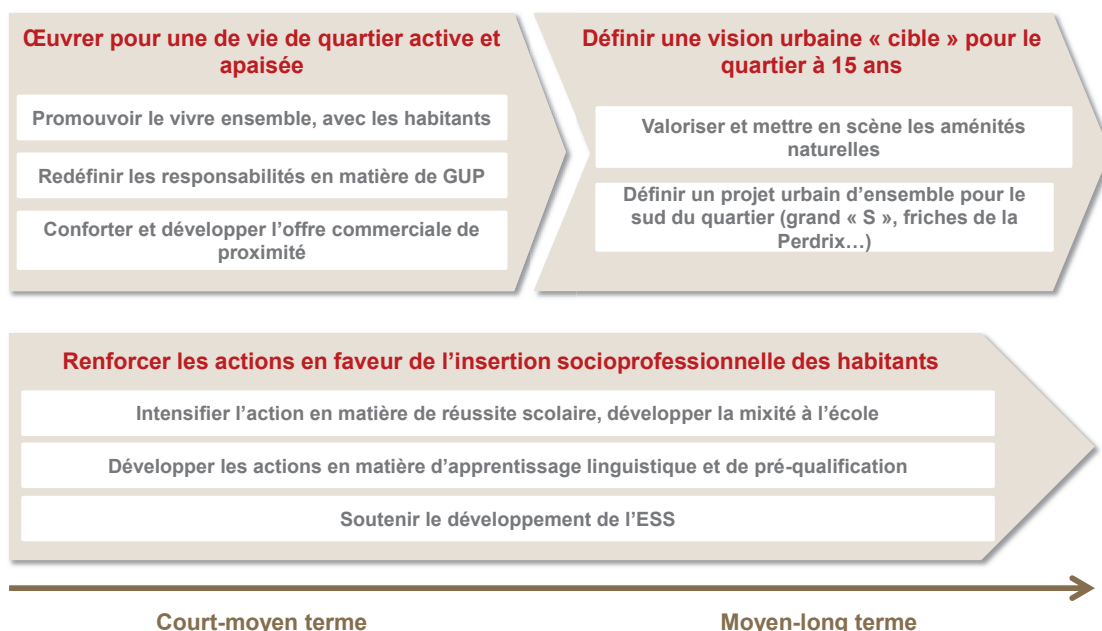 Œuvrer pour une de vie de quartier active et
apaisée
Promouvoir le vivre ensemble, avec les habitants
Redéfinir les responsabilités en matière de GUP
Conforter et développer l’offre commerciale de
proximité
Définir une vision urbaine « cible » pour le
quartier à 15 ans
Valoriser et mettre en scène les aménités
naturelles
Définir un projet urbain d’ensemble pour le
sud du quartier (grand « S », friches de la
Perdrix…)
Renforcer les actions en faveur de l’insertion socioprofessionnelle des habitants
Intensifier l’action en matière de réussite scolaire, développer la mixité à l’école
Développer les actions en matière d’apprentissage linguistique et de pré-qualification
Soutenir le développement de l’ESS
Court-moyen terme
Moyen-long terme